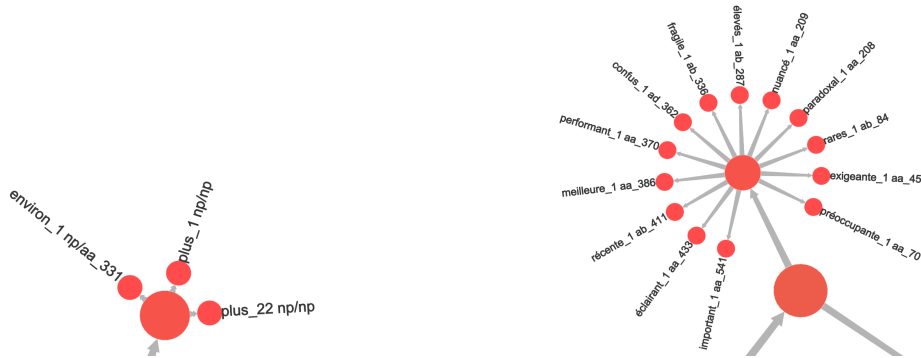 environ_1 np/aa_331
plus_1 np/np
plus_22 np/np
élevés_1 ab_287
nuancé_1 aa_209
fragile_1 ab_336
paradoxal_1 aa_208
confus_1 ad_362
rares_1 ab_84
performant_1 aa_370
exigeante_1 aa_45
meilleure_1 aa_386
préoccupante_1 aa_70
récente_1 ab_411
éclairant_1 aa_433
important_1 aa_541